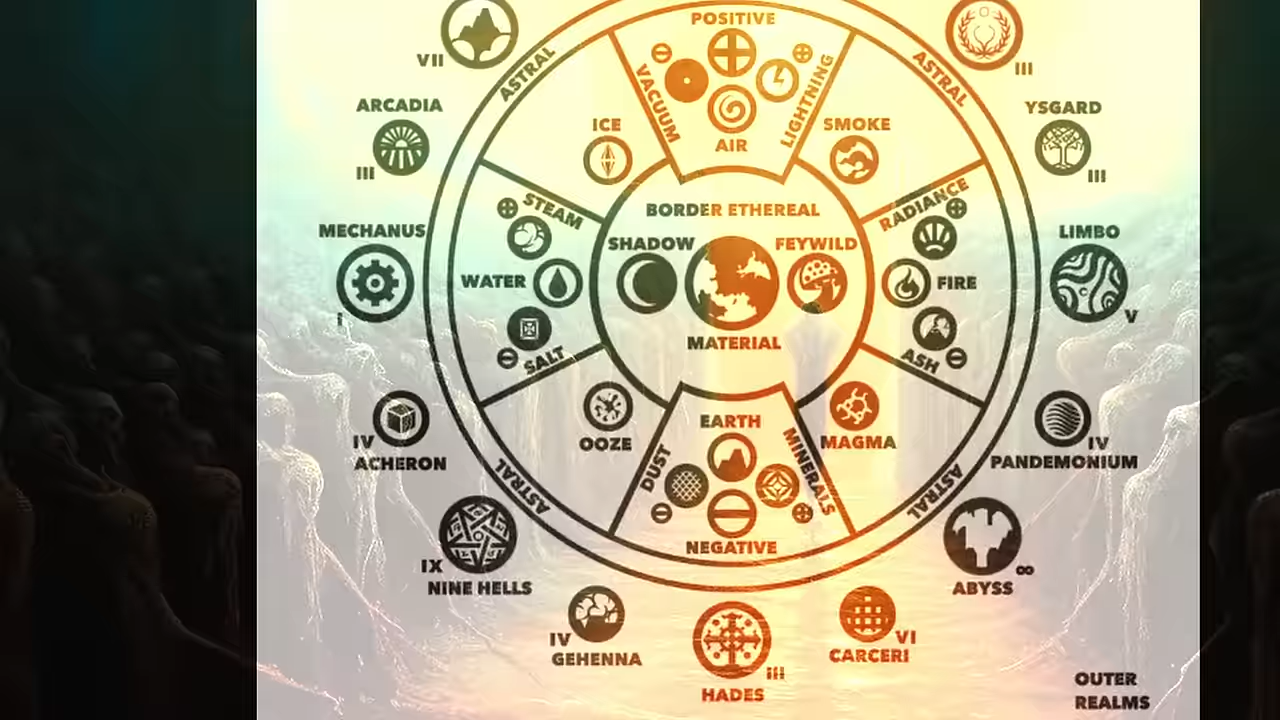 POSITIVE
VII
ASTRAL
ASTRAL
III
VACUUM
LIGHTNING
ARCADIA
YSGARD
ICE
SMOKE
AIR
III
III
STEAM
BORDER ETHEREAL
RADIANCE
MECHANUS
SHADOW
FEYWILD
LIMBO
WATER
FIRE
I
V
MATERIAL
SALT
ASH
EARTH
IV
OOZE
MAGMA
IV
ACHERON
PANDEMONIUM
DUST
MINERALS
ASTRAL
ASTRAL
NEGATIVE
IX
∞
NINE HELLS
ABYSS
IV
VI
GEHENNA
CARCERI
III
HADES
OUTER
REALMS